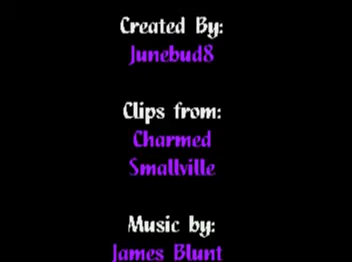 Created By:
Junebud8
Clips from:
Charmed
Smallville
Music by:
James Blunt